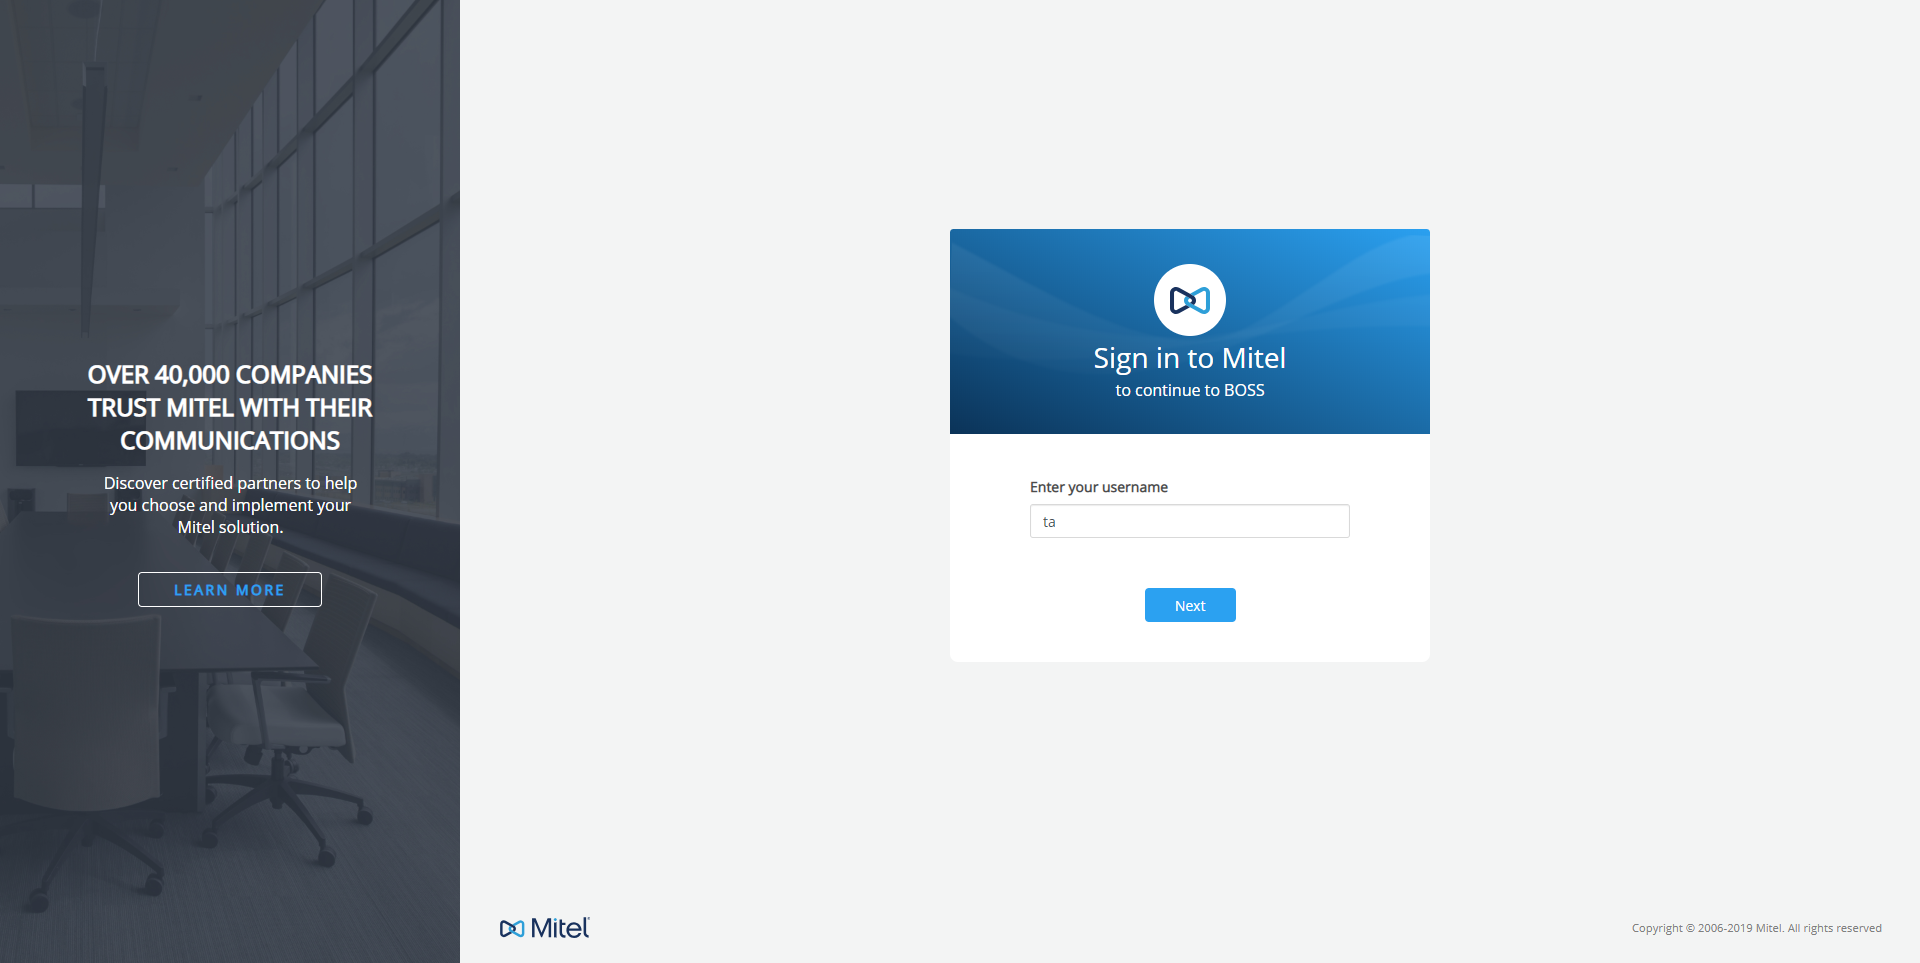 OVER 40,000 COMPANIES
TRUST MITEL WITH THEIR
COMMUNICATIONS
Discover certified partners to help
you choose and implement your
Mitel solution.
LEARN MORE
Sign in to Mitel
to continue to BOSS
Enter your username
ta
Next
Mitel
Copyright © 2006-2019 Mitel. All rights reserved